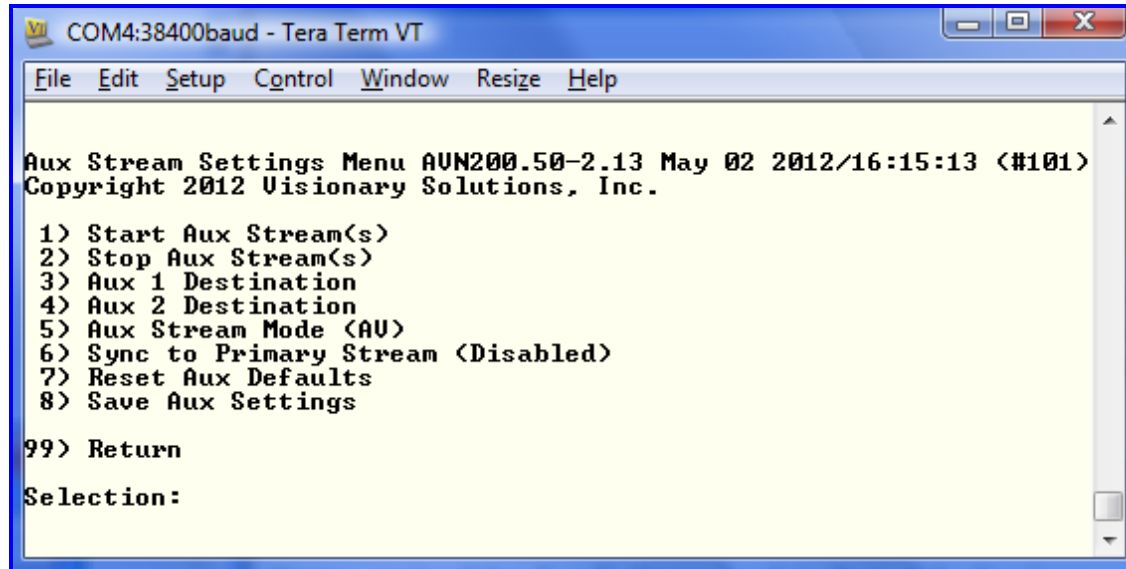 COM4:38400baud - Tera Term VT
File Edit Setup Control Window Resize Help
Aux Stream Settings Menu AVN200.50-2.13 May 02 2012/16:15:13 (#101)
Copyright 2012 Visionary Solutions, Inc.
1) Start Aux Stream(s)
2) Stop Aux Stream(s)
3) Aux 1 Destination
4) Aux 2 Destination
5) Aux Stream Mode (AV)
6) Sync to Primary Stream (Disabled)
7) Reset Aux Defaults
8) Save Aux Settings
99) Return
Selection: